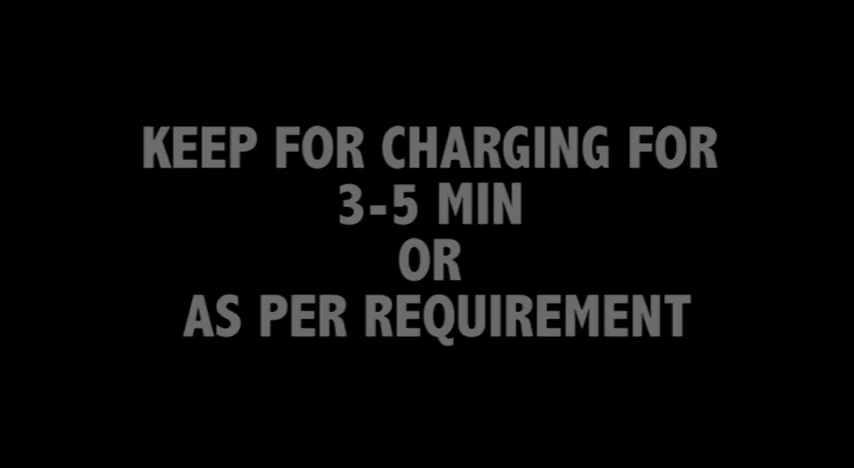 KEEP FOR CHARGING FOR
3-5 MIN
OR
AS PER REQUIREMENT